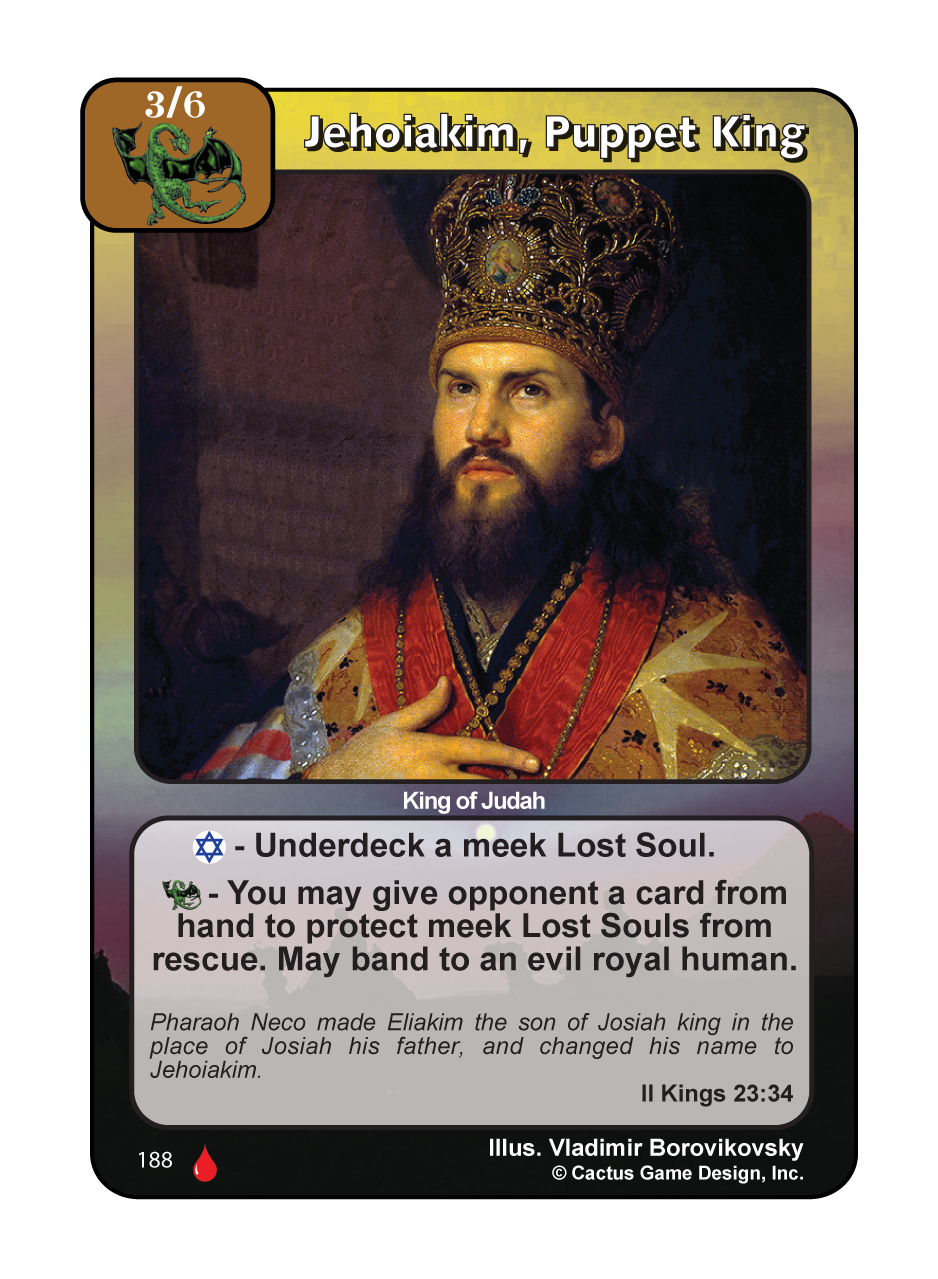 3/6
Jehoiakim, Puppet King
King of Judah
- Underdeck a meek Lost Soul.
- You may give opponent a card from
hand to protect meek Lost Souls from
rescue. May band to an evil royal human.
Pharaoh Neco made Eliakim the son of Josiah king in the
place of Josiah his father, and changed his name to
Jehoiakim.
II Kings 23:34
188
Illus. Vladimir Borovikovsky
© Cactus Game Design, Inc.